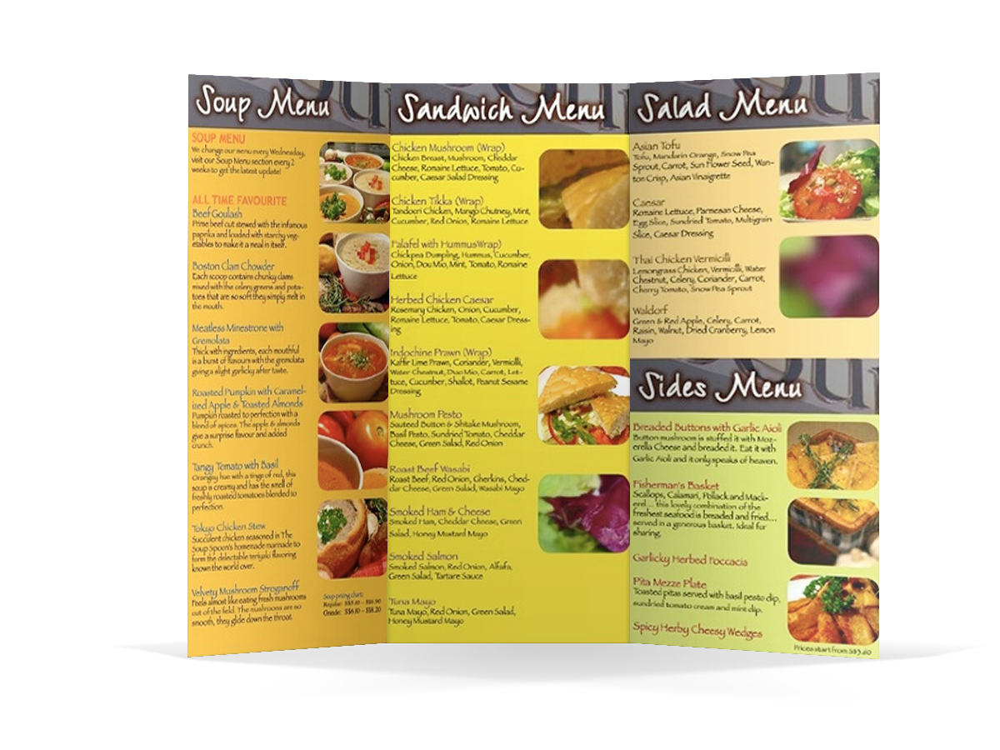 Soup Menu
SOUP MENU
We change our menu every Wednesday,
visit our Soup Menu section every 2
weeks to get the latest update!
ALL TIME FAVOURITE
Beef Goulash
Prime beef cut stewed with the infamous
paprika and loaded with starchy veg-
etables to make it a meal in itself.
Boston Clam Chowder
Each scoop contains chunky clams
mixed with the celery greens and pota-
toes that are so soft they simply melt in
the mouth.
Meatless Minestrone with
Gremolata
Thick with ingredients, each mouthful
is a burst of flavours with the gremolata
giving a slight garlicky after taste.
Roasted Pumpkin with Caramel-
ized Apple & Toasted Almonds
Pumpkin roasted to perfection with a
blend of spices. The apple & almonds
give a surprise flavour and added
crunch.
Tangy Tomato with Basil
Orangey hue with a tinge of red, this
soup is creamy and has the smell of
freshly roasted tomatoes blended to
perfection.
Tokyo Chicken Stew
Succulent chicken seasoned in The
Soup Spoon's homemade marinade to
form the delectable teriyaki flavoring
known the world over.
Velvety Mushroom Stroganoff
Feels almost like eating fresh mushrooms
out of the field. The mushrooms are so
smooth, they glide down the throat.
Soup pricing chart:
Regular:
Grande:
Sandwich Menu
Chicken Mushroom (Wrap)
Chicken Breast, Mushroom, Cheddar
Cheese, Romaine Lettuce, Tomato, Cu-
cumber, Caesar Salad Dressing
Chicken Tikka (Wrap)
Tandoori Chicken, Mango Chutney, Mint,
Cucumber, Red Onion, Romaine Lettuce
Falafel with HummusWrap)
Chickpea Dumpling, Hummus, Cucumber,
Onion, Dou Mio, Mint, Tomato, Romaine
Lettuce
Herbed Chicken Caesar
Rosemary Chicken, Onion, Cucumber,
Romaine Lettuce, Tomato, Caesar Dress-
ing
Indochine Prawn (Wrap)
Kaffir Lime Prawn, Coriander, Vermicilli,
Water Chestnut, Duo Mio, Carrot, Let-
tuce, Cucumber, Shallot, Peanut Sesame
Dressing
Mushroom Pesto
Sauteed Button & Shitake Mushroom,
Basil Pesto, Sundried Tomato, Cheddar
Cheese, Green Salad, Red Onion
Roast Beef Wasabi
Roast Beef, Red Onion, Gherkins, Ched-
dar Cheese, Green Salad, Wasabi Mayo
Smoked Ham & Cheese
Smoked Ham, Cheddar Cheese, Green
Salad, Honey Mustard Mayo
Smoked Salmon
Smoked Salmon, Red Onion, Alfalfa,
Green Salad, Tartare Sauce
Tuna Mayo
Tuna Mayo, Red Onion, Green Salad,
Honey Mustard Mayo
Salad Menu
Asian Tofu
Tofu, Mandarin Orange, Snow Pea
Sprout, Carrot, Sun Flower Seed, Wan-
ton Crisp, Asian Vinaigrette
Caesar
Romaine Lettuce, Parmesan Cheese,
Egg Slice, Sundried Tomato, Multigrain
Slice, Caesar Dressing
Thai Chicken Vermicilli
Lemongrass Chicken, Vermicilli, Water
Chestnut, Celery, Coriander, Carrot,
Cherry Tomato, Snow Pea Sprout
Waldorf
Green & Red Apple, Celery, Carrot,
Raisin, Walnut, Dried Cranberry, Lemon
Mayo
Sides Menu
Breaded Buttons with Garlic Aioli
Button mushroom is stuffed it with Moz-
erella Cheese and breaded it. Eat it with
Garlic Aioli and it only speaks of heaven.
Fisherman's Basket
Scallops, Calamari, Pollack and Mack-
erel... this lovely combination of the
freshest seafood is breaded and fried...
served in a generous basket. Ideal for
sharing.
Garlicky Herbed Foccacia
Pita Mezze Plate
Toasted pitas served with basil pesto dip,
sundried tomato cream and mint dip.
Spicy Herby Cheesy Wedges
Prices start from S$3.60